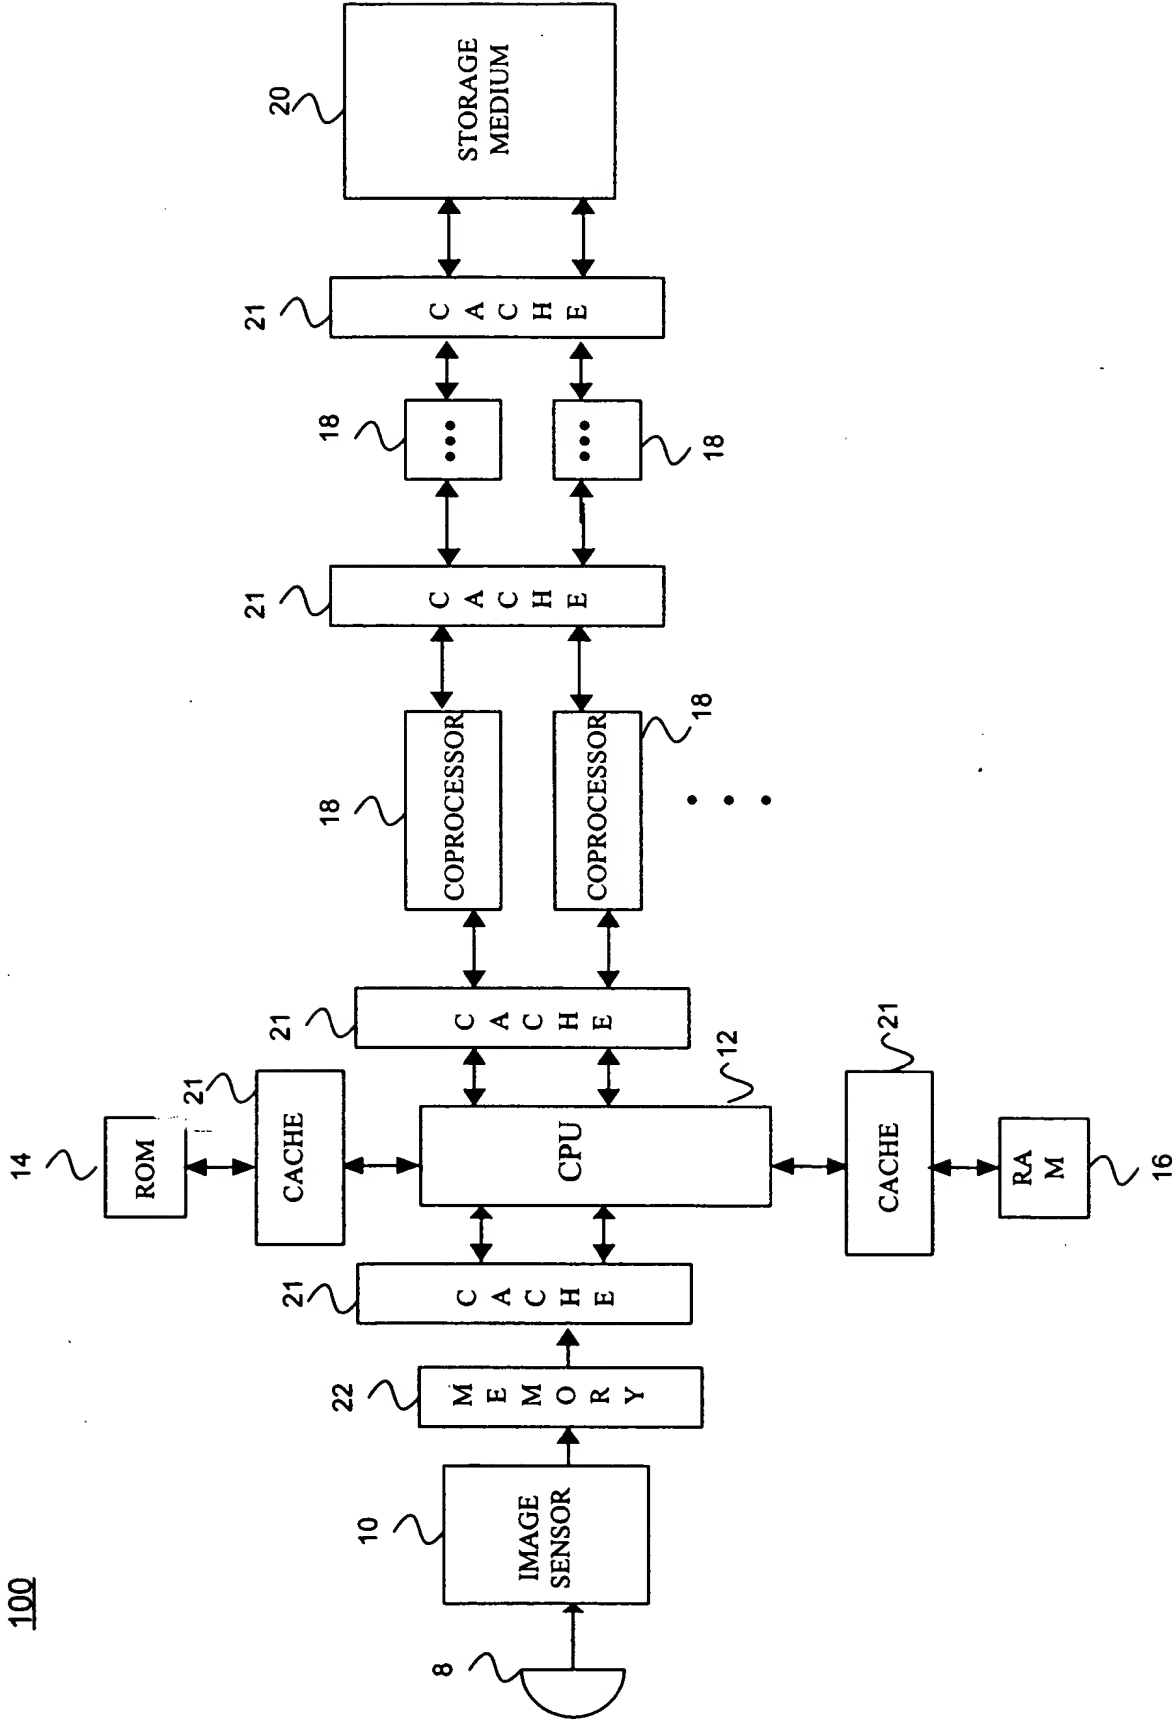 100
8
10
IMAGE
SENSOR
22
MEMORY
21
CACHE
14
ROM
21
CACHE
12
CPU
21
CACHE
16
RA
M
21
CACHE
18
COPROCESSOR
18
COPROCESSOR
• • •
21
CACHE
18
•••
18
•••
21
CACHE
20
STORAGE
MEDIUM